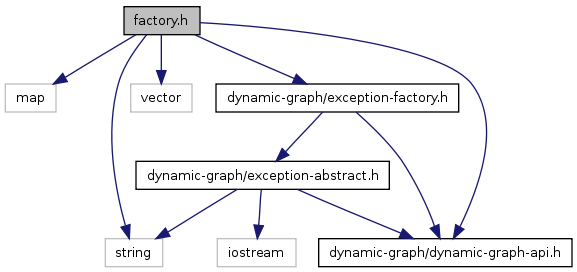 factory.h
map
vector
dynamic-graph/exception-factory.h
dynamic-graph/exception-abstract.h
string
iostream
dynamic-graph/dynamic-graph-api.h